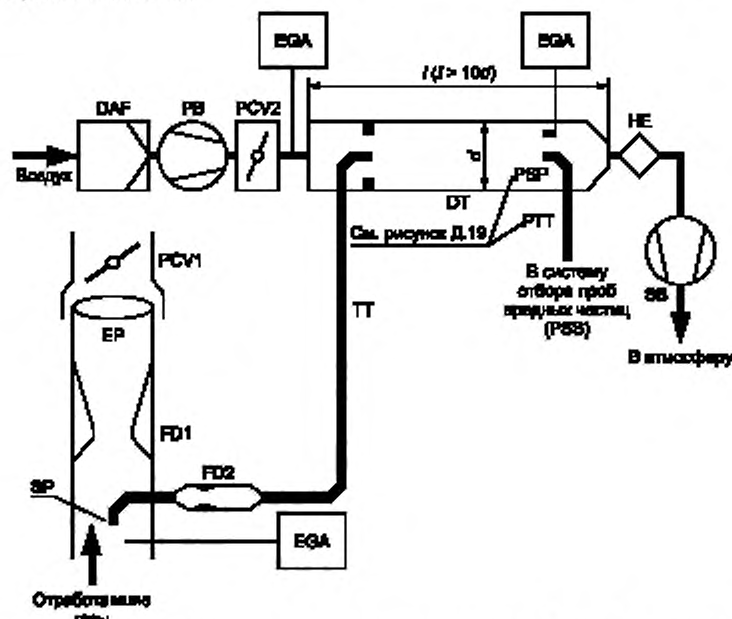 EGA
EGA
l (l > 10d)
DAF
PB
PCV2
HE
d
Воздух
PSP
DT
См. рисунок Д.19
PTT
PCV1
В систему
отбора проб
вредных частиц
(PSS)
SB
EP
TT
В атмосферу
FD1
FD2
SP
EGA
Отработавшие
газы